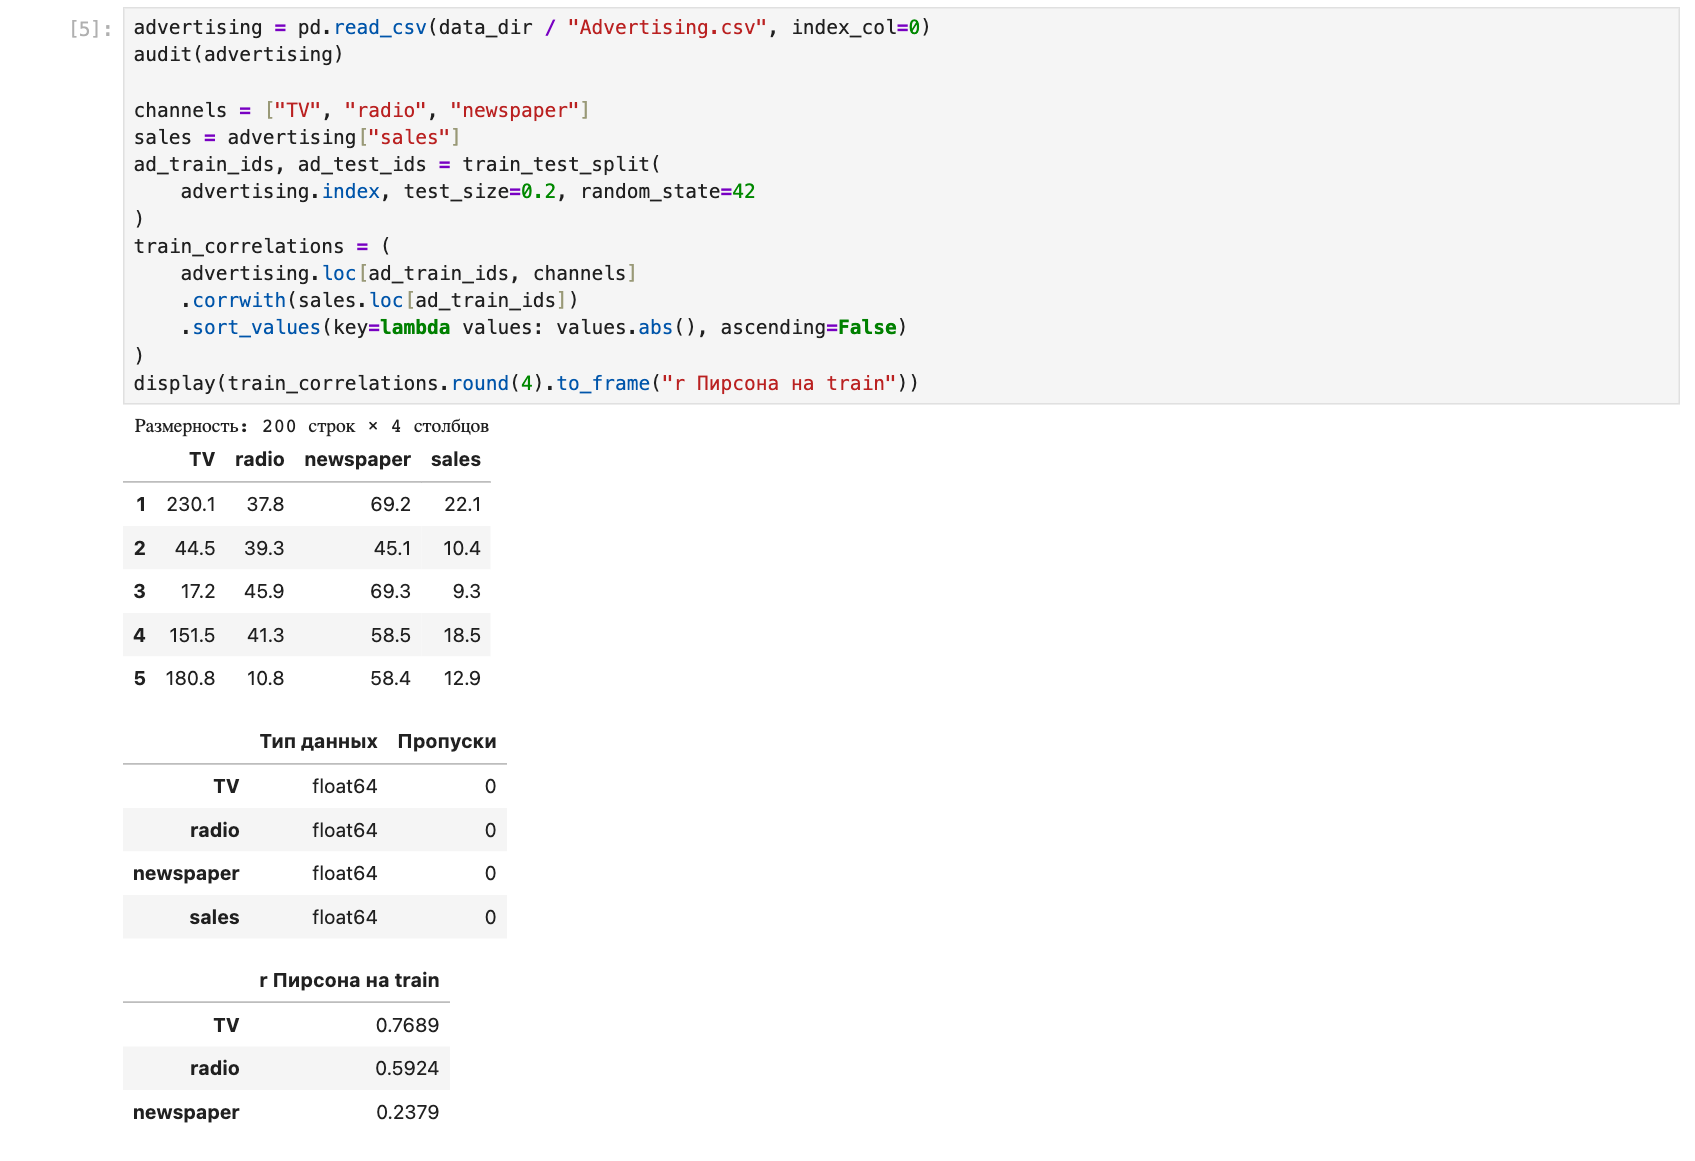 [5]:
advertising = pd.read_csv(data_dir / "Advertising.csv", index_col=0)
audit(advertising)
channels = ["TV", "radio", "newspaper"]
sales = advertising["sales"]
ad_train_ids, ad_test_ids = train_test_split(
    advertising.index, test_size=0.2, random_state=42
)
train_correlations = (
    advertising.loc[ad_train_ids, channels]
    .corrwith(sales.loc[ad_train_ids])
    .sort_values(key=lambda values: values.abs(), ascending=False)
)
display(train_correlations.round(4).to_frame("r Пирсона на train"))
Размерность: 200 строк × 4 столбцов
TV radio newspaper sales
1 230.1 37.8 69.2 22.1
2 44.5 39.3 45.1 10.4
3 17.2 45.9 69.3 9.3
4 151.5 41.3 58.5 18.5
5 180.8 10.8 58.4 12.9
Тип данных Пропуски
TV float64 0
radio float64 0
newspaper float64 0
sales float64 0
r Пирсона на train
TV 0.7689
radio 0.5924
newspaper 0.2379